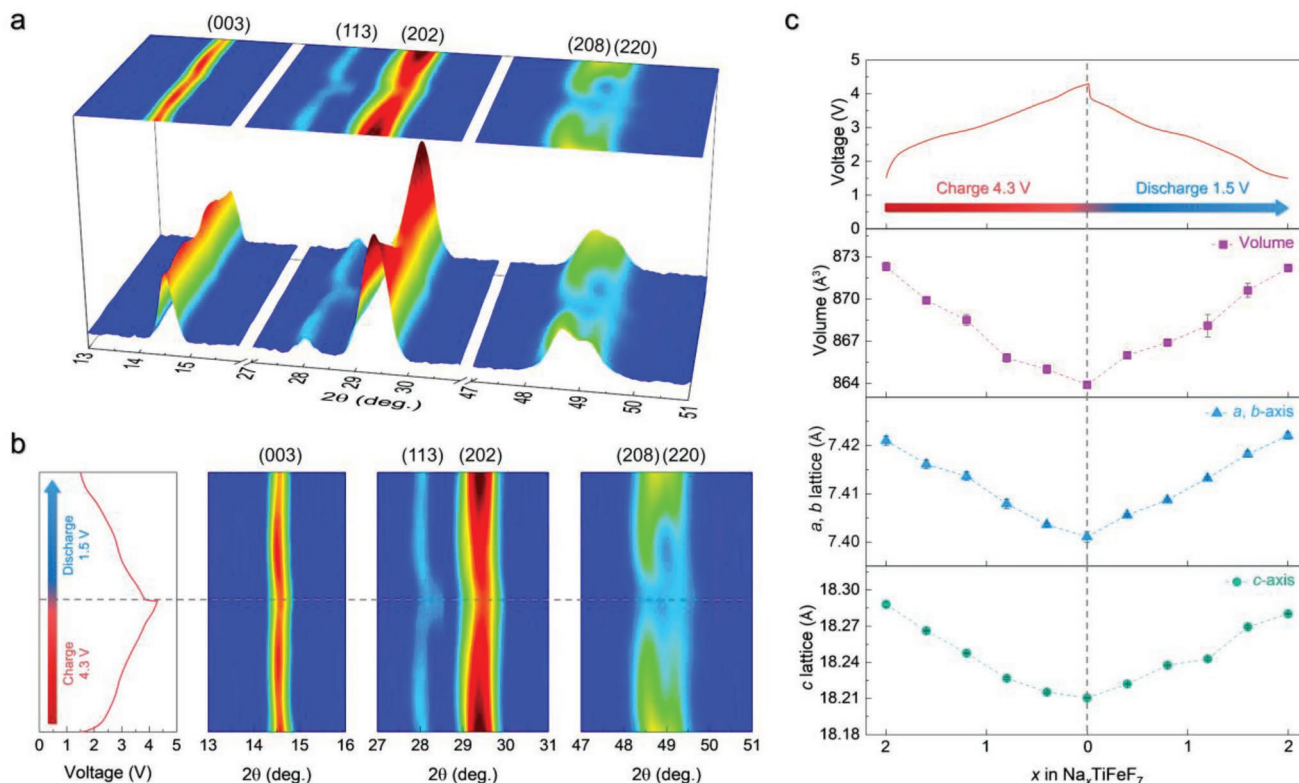 a
(003)
(113)
(202)
(208) (220)
13
14
15
27
28
29
30
47
48
49
50
51
2θ (deg.)
b
(003)
(113)
(202)
(208) (220)
Discharge
1.5 V
Charge
4.3 V
0 1 2 3 4 5
Voltage (V)
13 14 15 16
2θ (deg.)
27 28 29 30 31
2θ (deg.)
47 48 49 50 51
2θ (deg.)
c
5
4
3
2
1
0
Voltage (V)
Charge 4.3 V
Discharge 1.5 V
Volume
873
870
867
864
Volume (Å³)
a, b-axis
7.42
7.41
7.40
a, b lattice (Å)
c-axis
18.30
18.27
18.24
18.21
18.18
c lattice (Å)
2 1 0 1 2
x in NaₓTiFeF₇